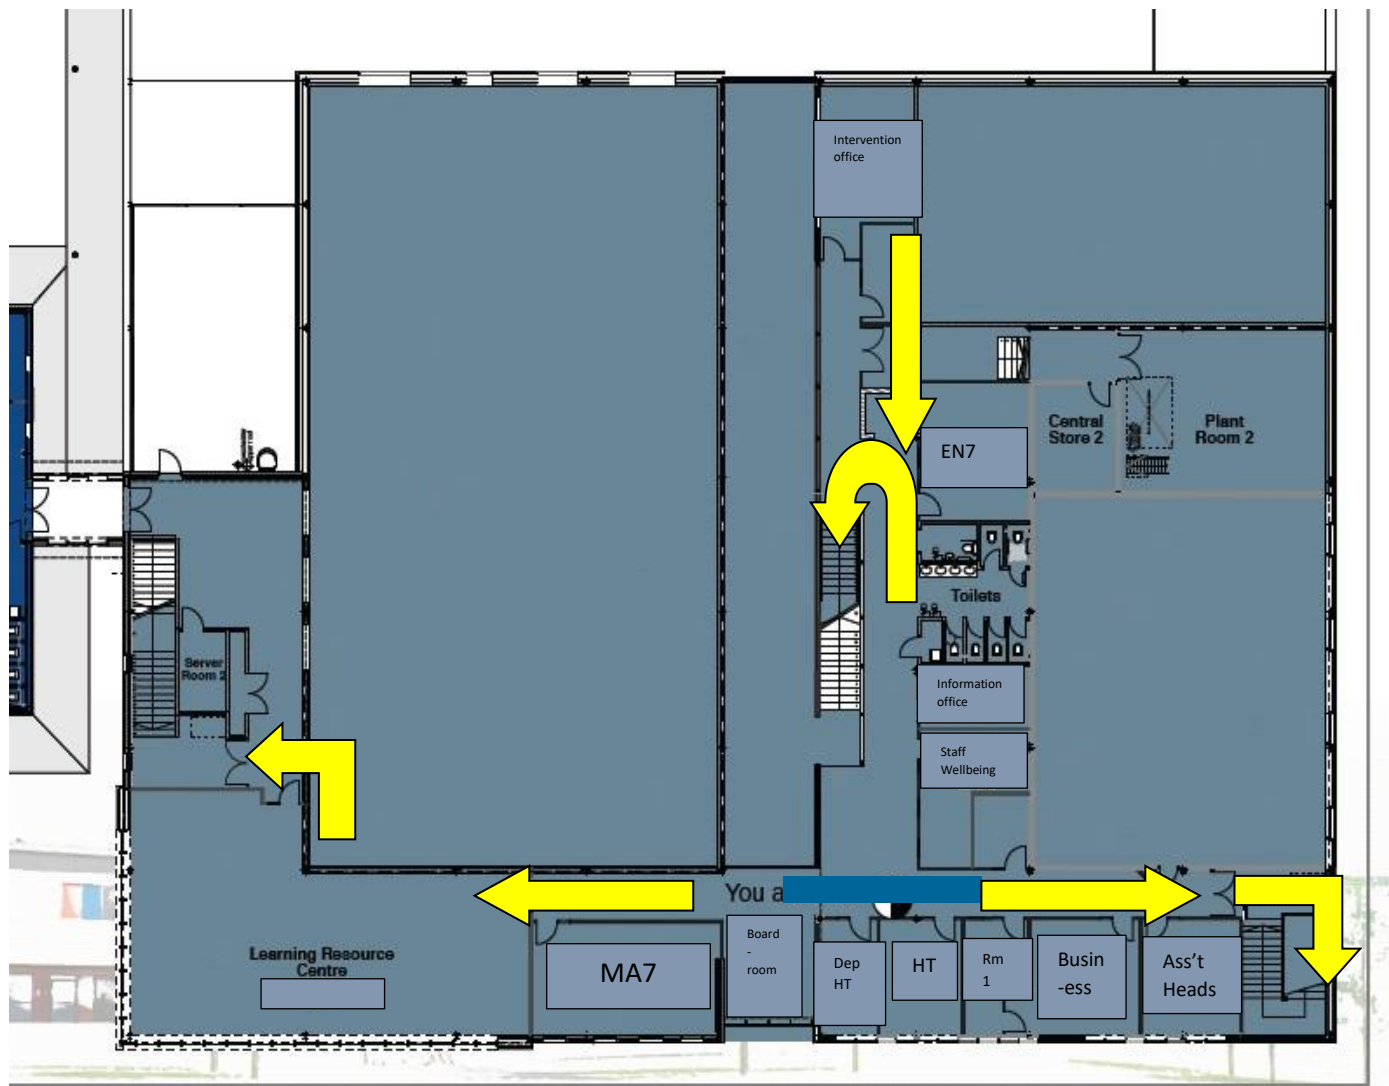 Intervention
office
EN7
Central
Store 2
Plant
Room 2
Toilets
Server
Room 2
Information
office
Staff
Wellbeing
You a
Learning Resource
Centre
MA7
Board
-
room
Dep
HT
HT
Rm
1
Busin
-ess
Ass't
Heads